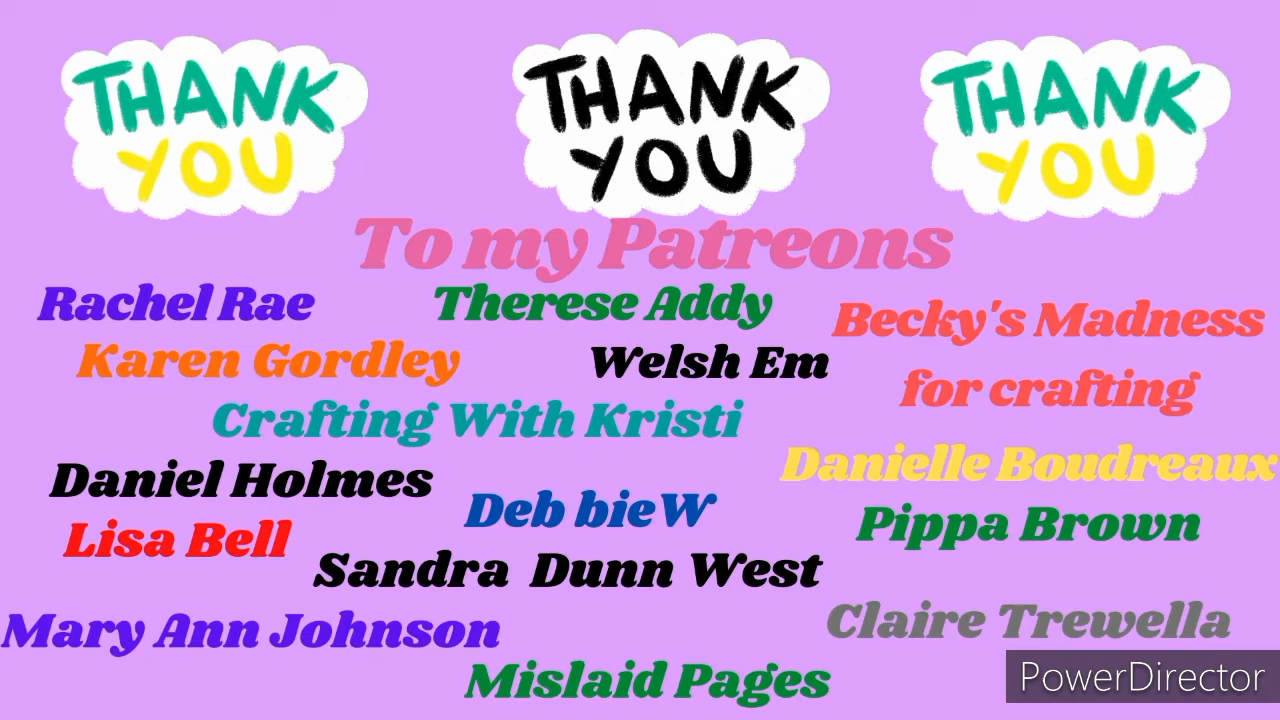 THANK
YOU
THANK
YOU
THANK
YOU
To my Patreons
Rachel Rae
Therese Addy
Becky's Madness
for crafting
Karen Gordley
Welsh Em
Crafting With Kristi
Danielle Boudreaux
Daniel Holmes
Deb bieW
Pippa Brown
Lisa Bell
Sandra Dunn West
Claire Trewella
Mary Ann Johnson
Mislaid Pages
PowerDirector